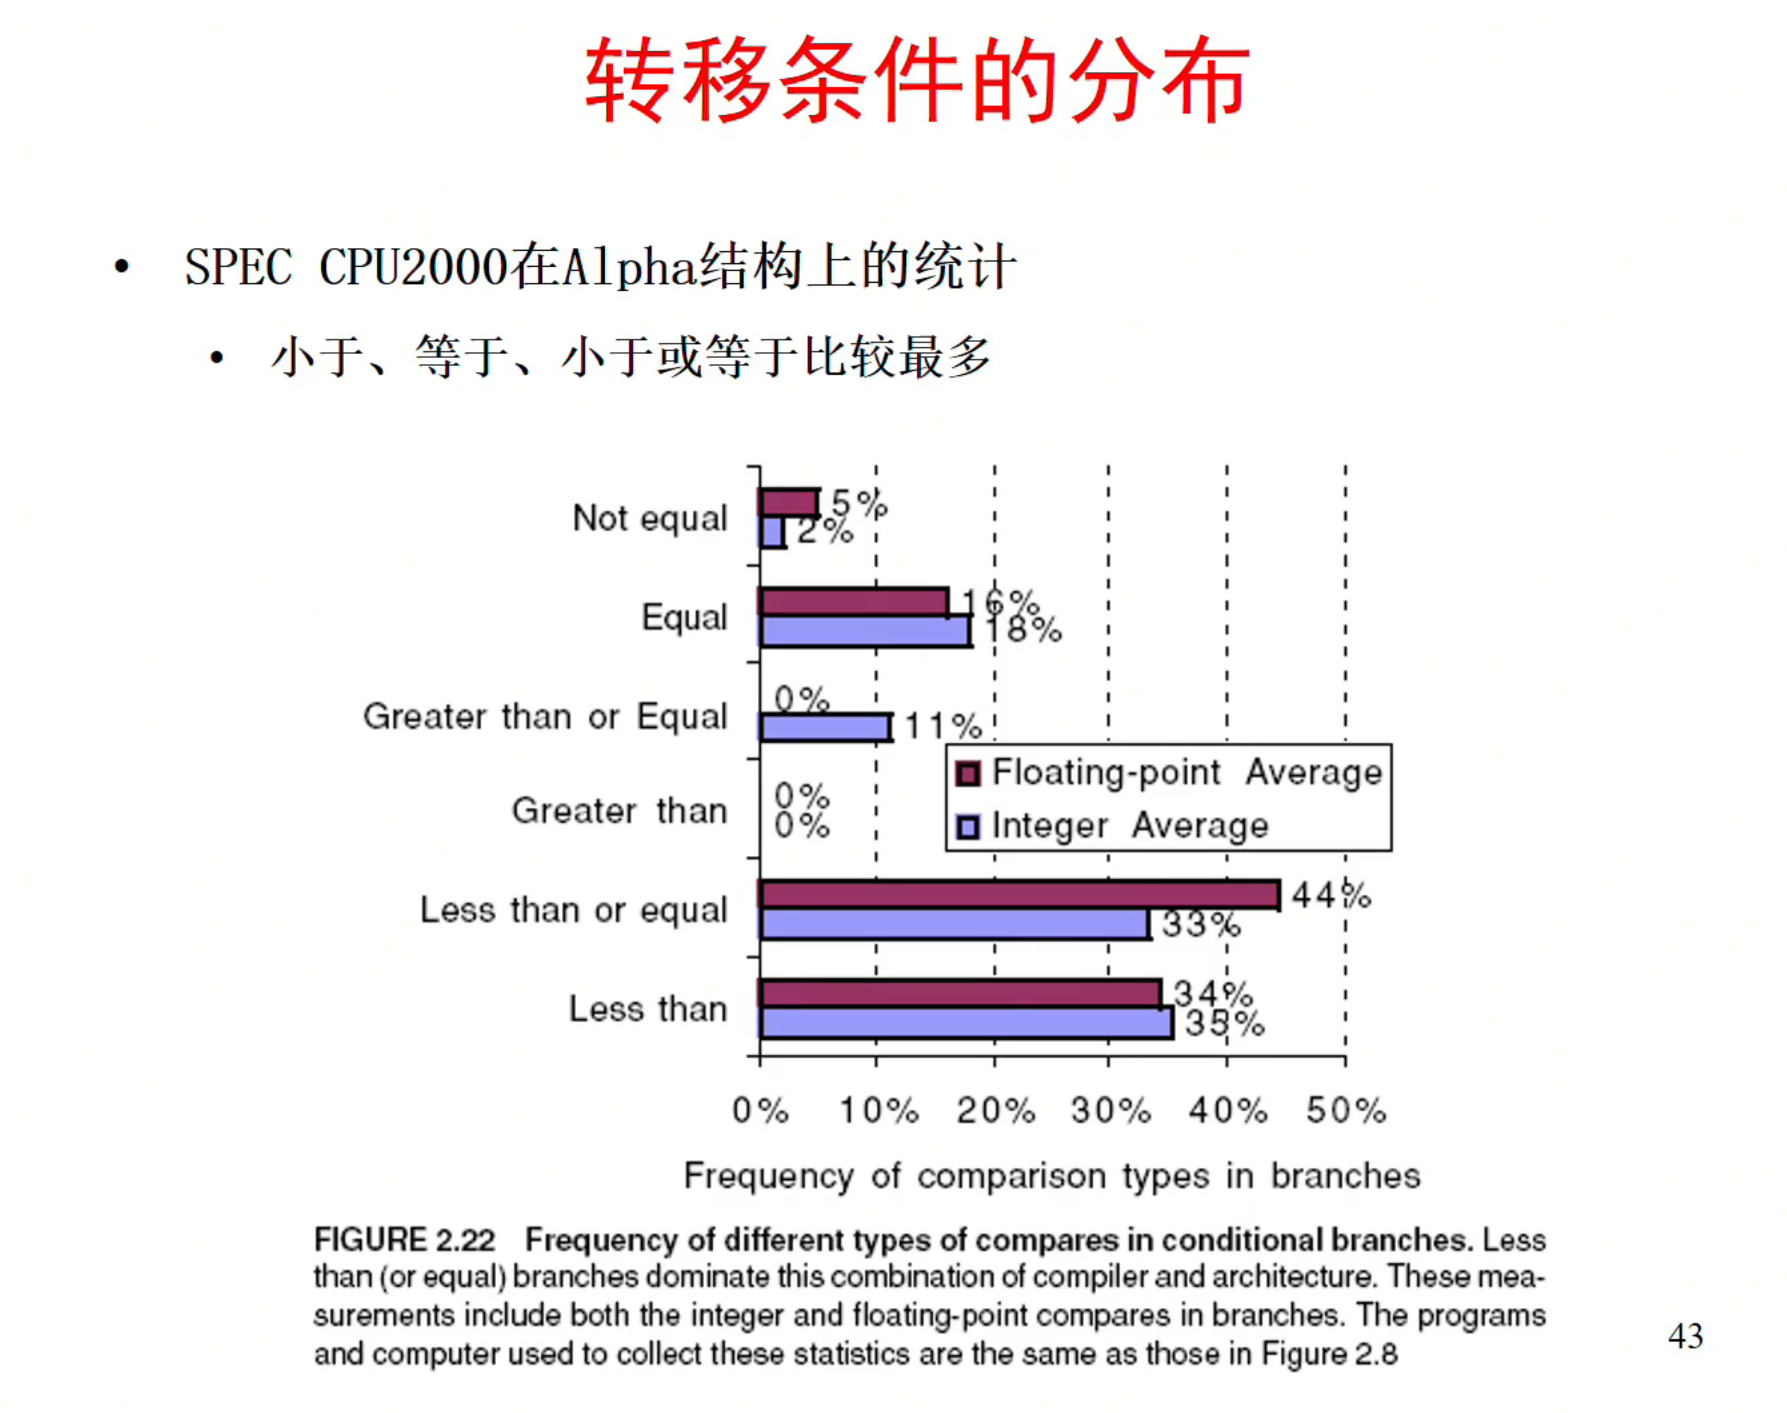 转移条件的分布
• SPEC CPU2000在Alpha结构上的统计
• 小于、等于、小于或等于比较最多
Not equal
5%
2%
Equal
16%
18%
Greater than or Equal
0%
11%
Greater than
0%
0%
Floating-point Average
Integer Average
Less than or equal
44%
33%
Less than
34%
35%
0% 10% 20% 30% 40% 50%
Frequency of comparison types in branches
FIGURE 2.22 Frequency of different types of compares in conditional branches. Less
than (or equal) branches dominate this combination of compiler and architecture. These mea-
surements include both the integer and floating-point compares in branches. The programs
and computer used to collect these statistics are the same as those in Figure 2.8
43